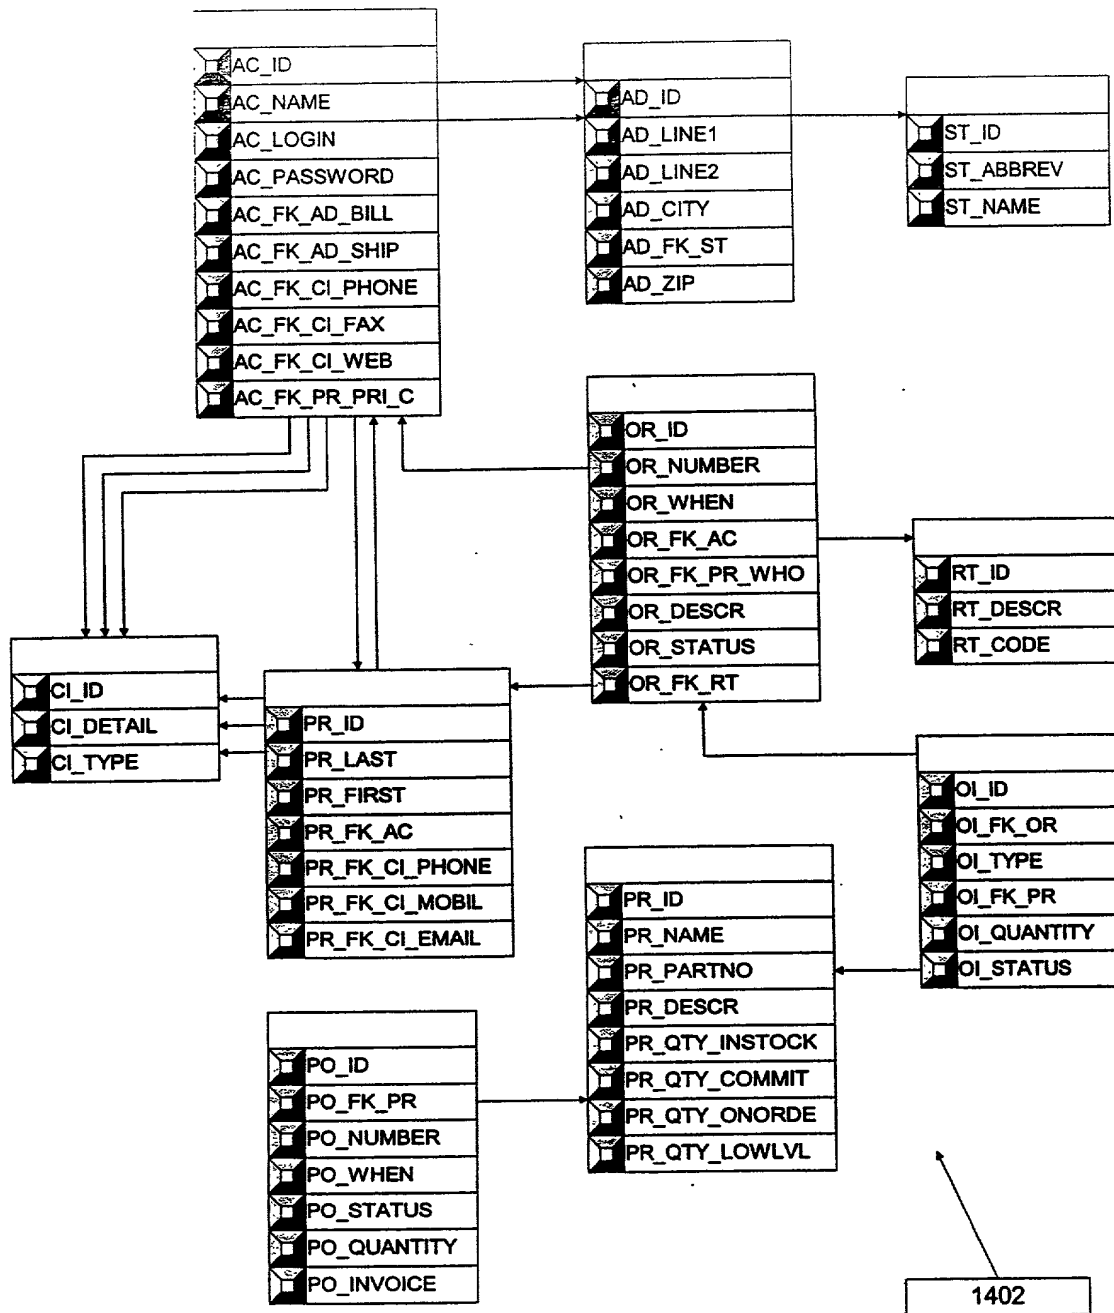 AC_ID
AC_NAME
AC_LOGIN
AC_PASSWORD
AC_FK_AD_BILL
AC_FK_AD_SHIP
AC_FK_CI_PHONE
AC_FK_CI_FAX
AC_FK_CI_WEB
AC_FK_PR_PRI_C
AD_ID
AD_LINE1
AD_LINE2
AD_CITY
AD_FK_ST
AD_ZIP
ST_ID
ST_ABBREV
ST_NAME
OR_ID
OR_NUMBER
OR_WHEN
OR_FK_AC
OR_FK_PR_WHO
OR_DESCR
OR_STATUS
OR_FK_RT
RT_ID
RT_DESCR
RT_CODE
CI_ID
CI_DETAIL
CI_TYPE
PR_ID
PR_LAST
PR_FIRST
PR_FK_AC
PR_FK_CI_PHONE
PR_FK_CI_MOBIL
PR_FK_CI_EMAIL
OI_ID
OI_FK_OR
OI_TYPE
OI_FK_PR
OI_QUANTITY
OI_STATUS
PR_ID
PR_NAME
PR_PARTNO
PR_DESCR
PR_QTY_INSTOCK
PR_QTY_COMMIT
PR_QTY_ONORDE
PR_QTY_LOWLVL
PO_ID
PO_FK_PR
PO_NUMBER
PO_WHEN
PO_STATUS
PO_QUANTITY
PO_INVOICE
1402